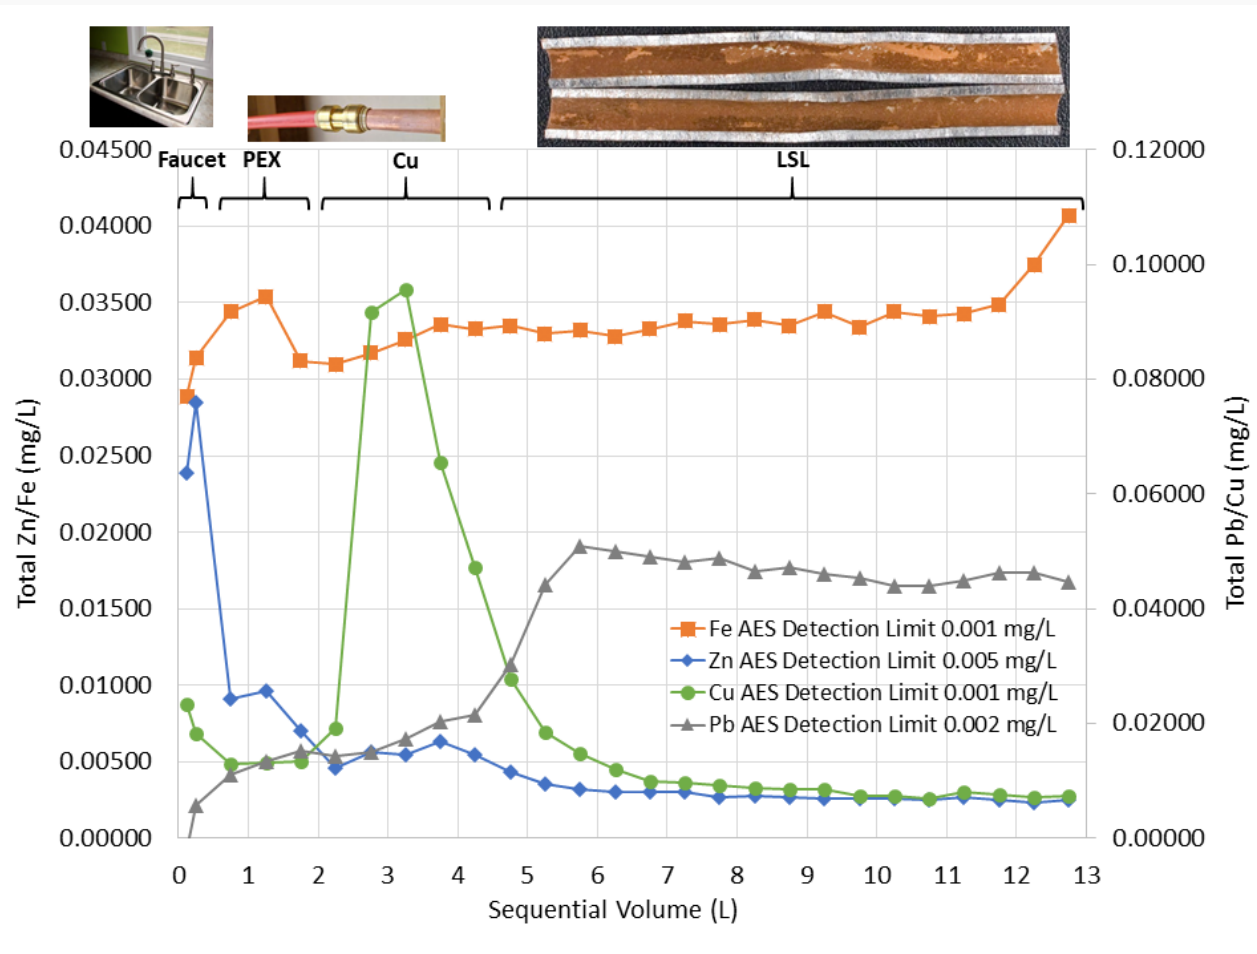 Faucet PEX Cu LSL
0.04500
0.04000
0.03500
0.03000
0.02500
0.02000
0.01500
0.01000
0.00500
0.00000
Total Zn/Fe (mg/L)
0.12000
0.10000
0.08000
0.06000
0.04000
0.02000
0.00000
Total Pb/Cu (mg/L)
Fe AES Detection Limit 0.001 mg/L
Zn AES Detection Limit 0.005 mg/L
Cu AES Detection Limit 0.001 mg/L
Pb AES Detection Limit 0.002 mg/L
0 1 2 3 4 5 6 7 8 9 10 11 12 13
Sequential Volume (L)